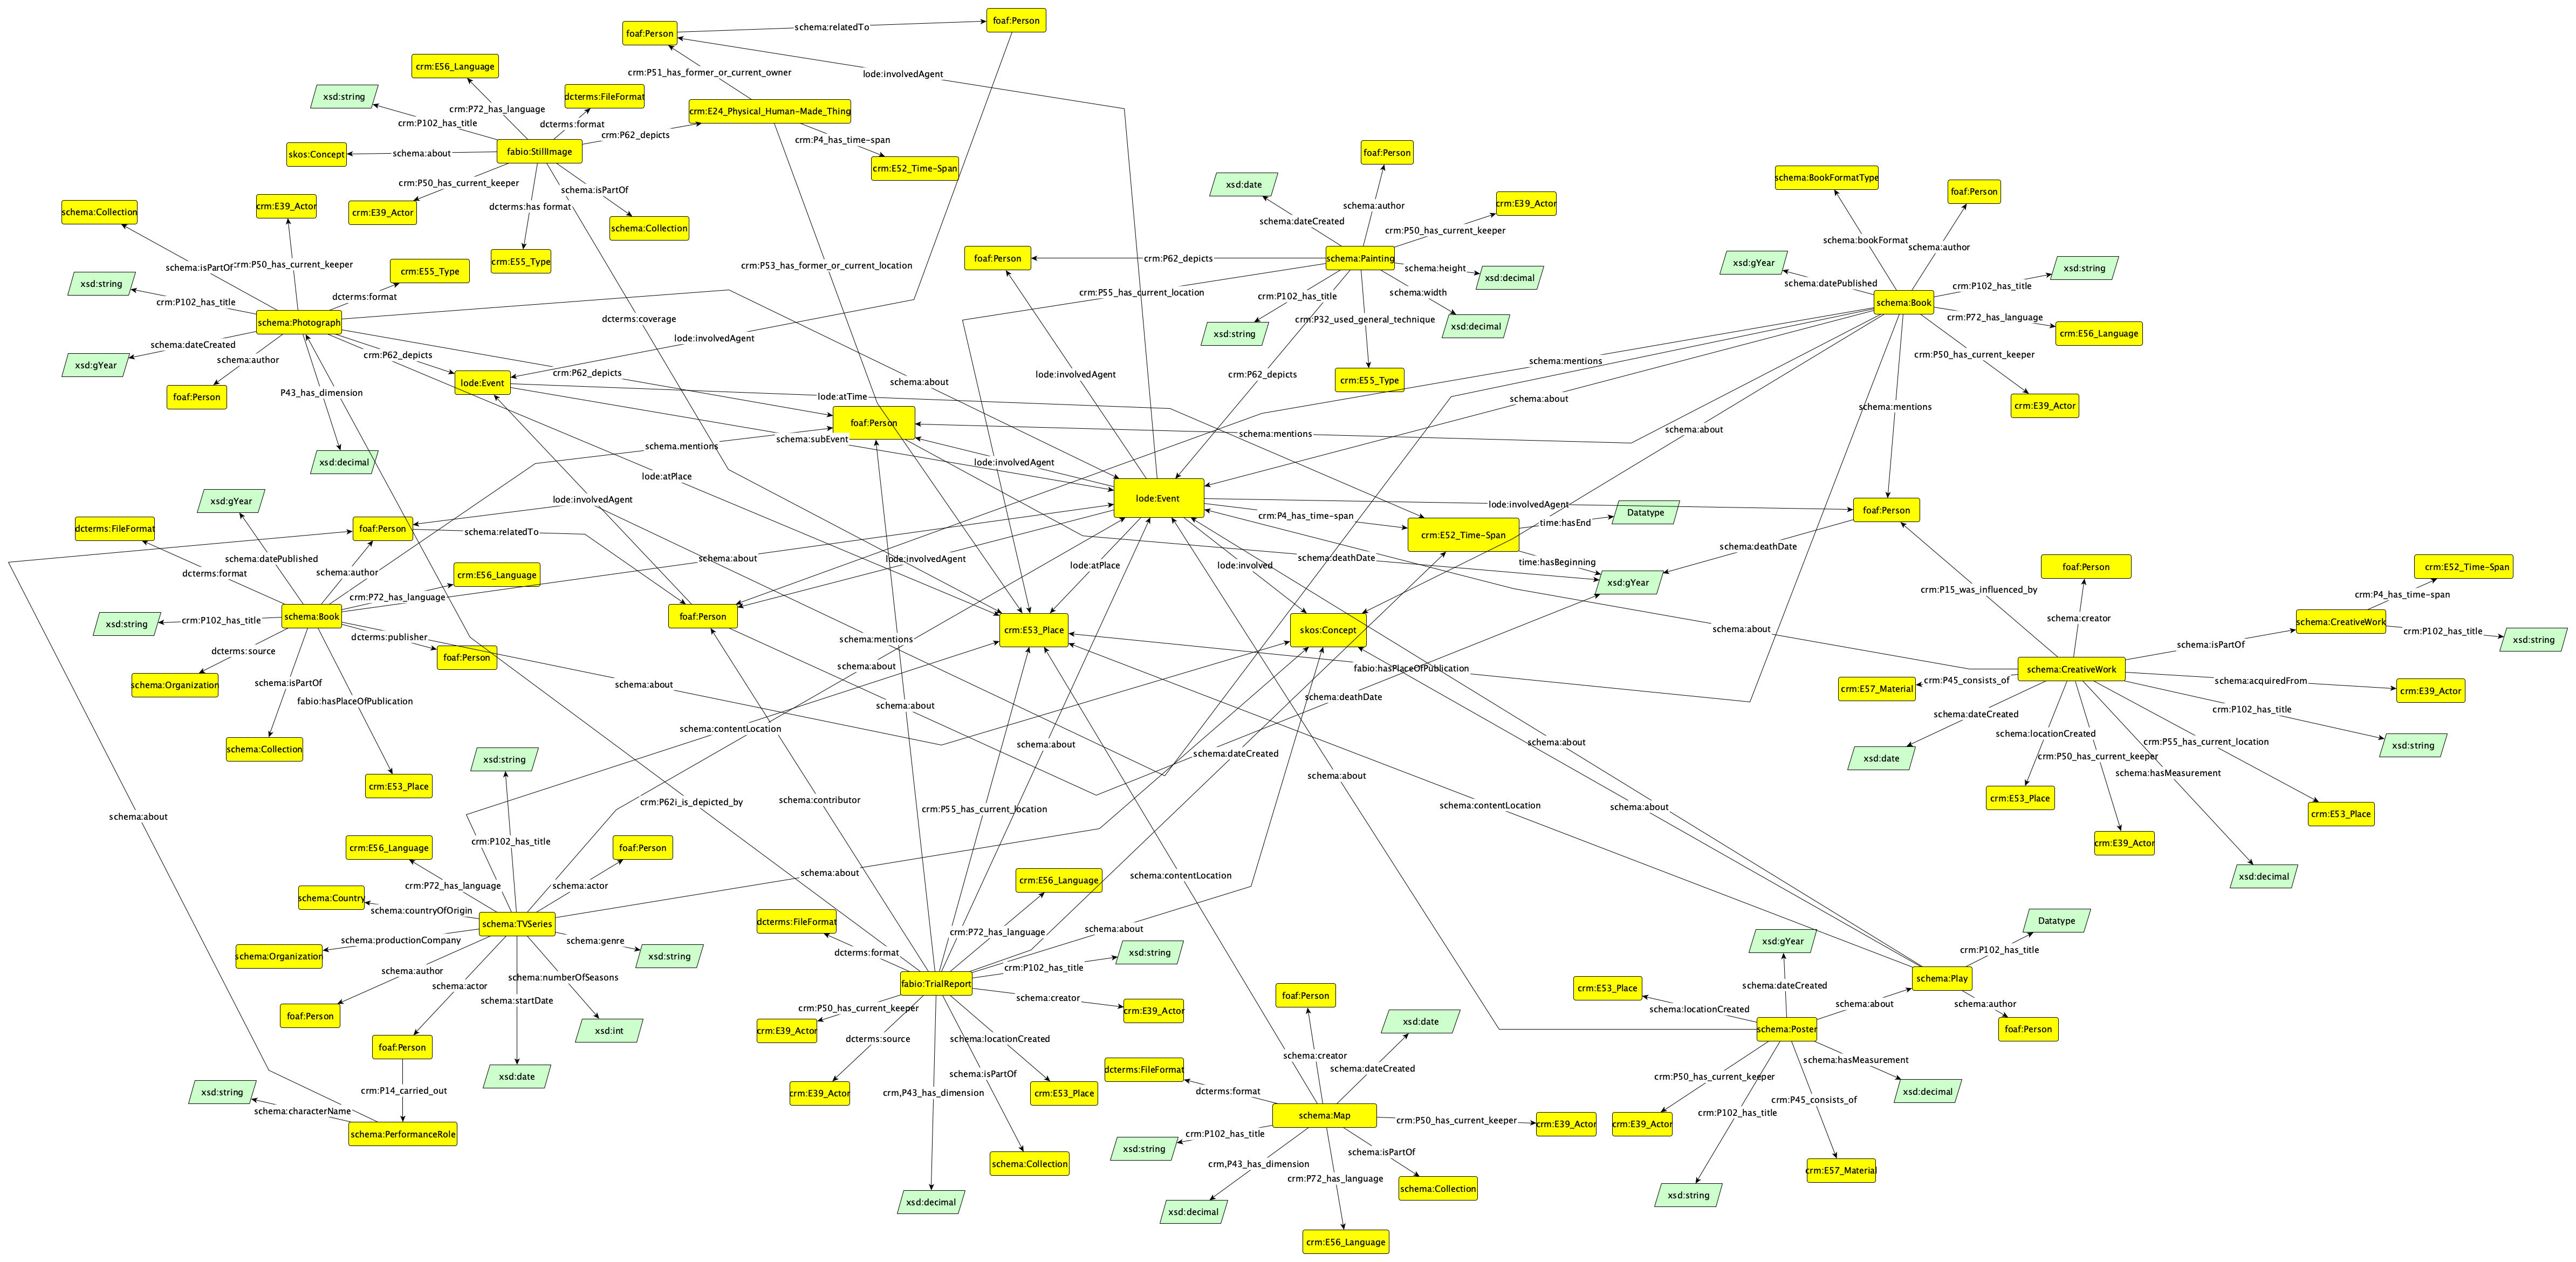 foaf:Person
schema:relatedTo
foaf:Person
crm:E56_Language
crm:P51_has_former_or_current_owner
lode:involvedAgent
xsd:string
dcterms:FileFormat
crm:P72_has_language
crm:E24_Physical_Human-Made_Thing
crm:P102_has_title
dcterms:format
crm:P62_depicts
crm:P4_has_time-span
skos:Concept
schema:about
fabio:StillImage
crm:E52_Time-Span
crm:P50_has_current_keeper
schema:isPartOf
dcterms:has format
crm:E39_Actor
schema:Collection
crm:E55_Type
schema:Collection
crm:E39_Actor
schema:isPartOf
crm:P50_has_current_keeper
xsd:string
crm:E55_Type
crm:P102_has_title
dcterms:format
schema:Photograph
schema:dateCreated
xsd:gYear
schema:author
foaf:Person
P43_has_dimension
xsd:decimal
crm:P62_depicts
crm:P62_depicts
lode:Event
crm:P53_has_former_or_current_location
dcterms:coverage
lode:involvedAgent
foaf:Person
xsd:date
schema:dateCreated
schema:author
crm:E39_Actor
crm:P50_has_current_keeper
foaf:Person
crm:P62_depicts
schema:Painting
schema:height
xsd:decimal
crm:P55_has_current_location
crm:P102_has_title
schema:width
crm:P32_used_general_technique
xsd:string
xsd:decimal
crm:E55_Type
crm:P62_depicts
lode:involvedAgent
schema:about
lode:atTime
schema:BookFormatType
foaf:Person
schema:bookFormat
schema:author
xsd:gYear
schema:datePublished
xsd:string
crm:P102_has_title
schema:Book
crm:P72_has_language
crm:E56_Language
crm:P50_has_current_keeper
crm:E39_Actor
schema:mentions
schema:about
schema:mentions
schema:about
schema:mentions
foaf:Person
schema:subEvent
schema.mentions
lode:involvedAgent
lode:atPlace
lode:Event
lode:involvedAgent
crm:P4_has_time-span
Datatype
time:hasEnd
crm:E52_Time-Span
foaf:Person
schema:deathDate
schema:deathDate
time:hasBeginning
xsd:gYear
xsd:gYear
dcterms:FileFormat
lode:involvedAgent
foaf:Person
schema:relatedTo
schema:datePublished
dcterms:format
schema:author
crm:E56_Language
crm:P72_has_language
schema:about
xsd:string
crm:P102_has_title
schema:Book
dcterms:publisher
foaf:Person
dcterms:source
schema:Organization
schema:isPartOf
fabio:hasPlaceOfPublication
schema:Collection
crm:E53_Place
schema:about
foaf:Person
lode:involvedAgent
lode:atPlace
lode:involved
crm:E53_Place
skos:Concept
schema:mentions
schema:about
fabio:hasPlaceOfPublication
schema:deathDate
schema:about
schema:contentLocation
schema:about
schema:dateCreated
schema:about
schema:about
foaf:Person
crm:P15_was_influenced_by
schema:creator
crm:E52_Time-Span
crm:P4_has_time-span
schema:CreativeWork
crm:P102_has_title
xsd:string
schema:about
schema:isPartOf
schema:CreativeWork
schema:acquiredFrom
crm:E39_Actor
crm:E57_Material
crm:P45_consists_of
crm:P102_has_title
xsd:string
schema:dateCreated
xsd:date
schema:locationCreated
crm:P50_has_current_keeper
crm:P55_has_current_location
schema:hasMeasurement
crm:E53_Place
crm:E53_Place
crm:E39_Actor
xsd:decimal
xsd:string
crm:P62i_is_depicted_by
schema:contributor
crm:P55_has_current_location
schema:contentLocation
schema:about
schema:about
crm:P102_has_title
crm:E56_Language
crm:P72_has_language
foaf:Person
schema:actor
schema:about
schema:Country
schema:countryOfOrigin
schema:TVSeries
schema:productionCompany
schema:Organization
schema:genre
xsd:string
schema:author
schema:actor
schema:numberOfSeasons
schema:startDate
foaf:Person
xsd:int
foaf:Person
xsd:date
crm:P14_carried_out
xsd:string
schema:characterName
schema:PerformanceRole
schema:contentLocation
crm:E56_Language
dcterms:FileFormat
crm:P72_has_language
schema:about
dcterms:format
xsd:string
crm:P102_has_title
fabio:TrialReport
schema:creator
crm:E39_Actor
crm:P50_has_current_keeper
crm:E39_Actor
dcterms:source
schema:locationCreated
schema:isPartOf
crm:E39_Actor
crm,P43_has_dimension
crm:E53_Place
schema:Collection
xsd:decimal
foaf:Person
xsd:date
schema:creator
schema:dateCreated
dcterms:FileFormat
dcterms:format
schema:Map
crm:P50_has_current_keeper
crm:E39_Actor
crm:P102_has_title
xsd:string
schema:isPartOf
crm,P43_has_dimension
crm:P72_has_language
schema:Collection
xsd:decimal
crm:E56_Language
Datatype
xsd:gYear
crm:P102_has_title
schema:Play
crm:E53_Place
schema:dateCreated
schema:locationCreated
schema:about
schema:author
foaf:Person
schema:Poster
schema:hasMeasurement
xsd:decimal
crm:P50_has_current_keeper
crm:P102_has_title
crm:P45_consists_of
crm:E39_Actor
crm:E57_Material
xsd:string